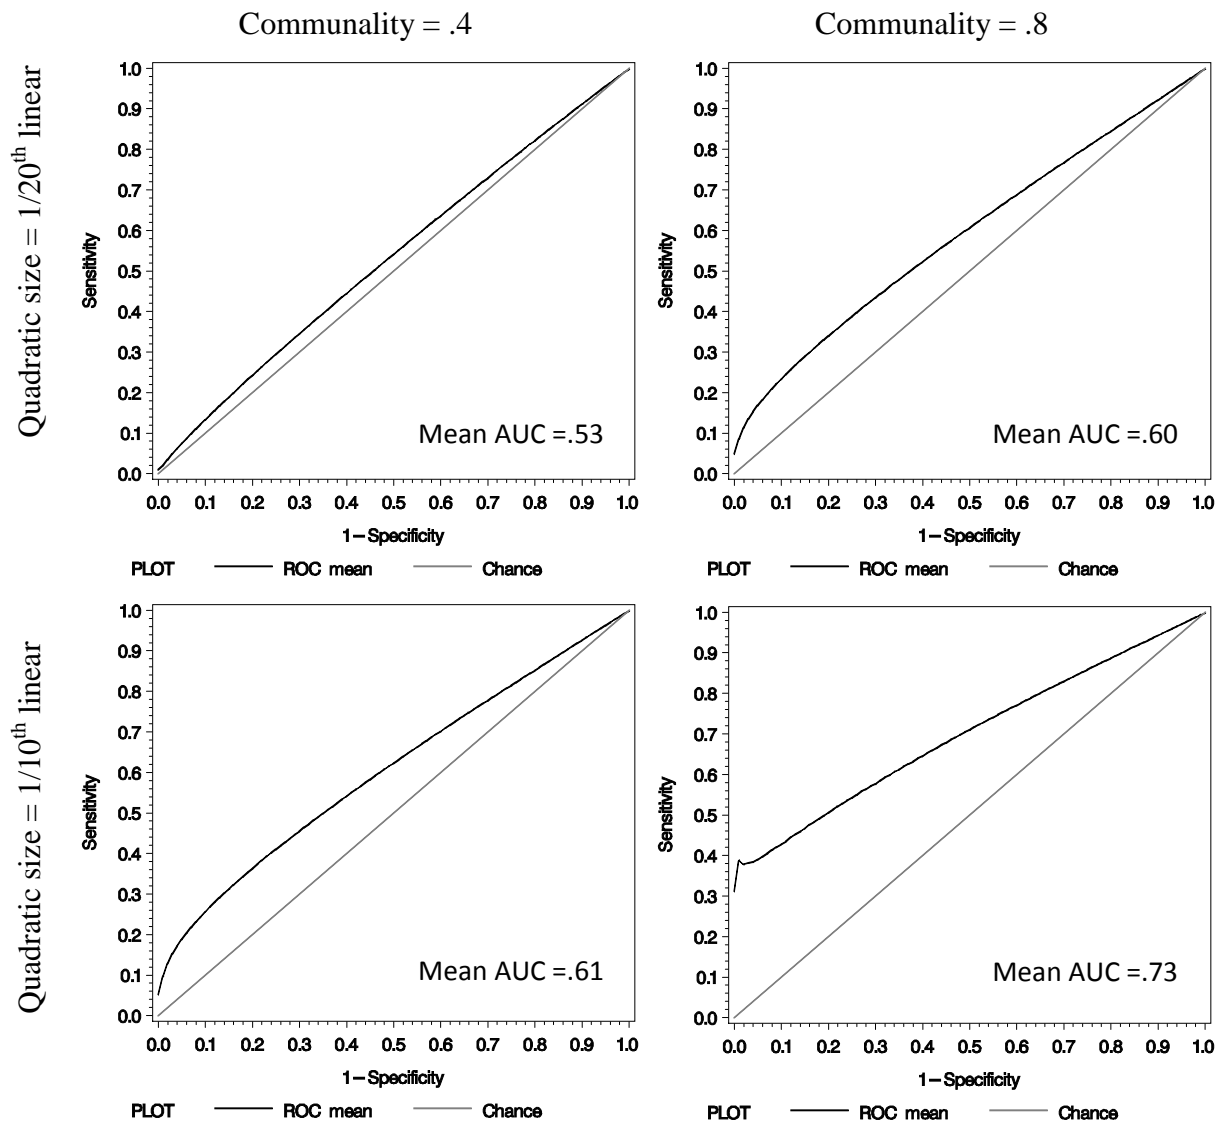 Communality = .4
Communality = .8
Quadratic size = 1/20th linear
1.0
0.9
0.8
0.7
0.6
0.5
0.4
0.3
0.2
0.1
0.0
Sensitivity
Mean AUC =.53
0.0 0.1 0.2 0.3 0.4 0.5 0.6 0.7 0.8 0.9 1.0
1−Specificity
PLOT ROC mean Chance
1.0
0.9
0.8
0.7
0.6
0.5
0.4
0.3
0.2
0.1
0.0
Sensitivity
Mean AUC =.60
0.0 0.1 0.2 0.3 0.4 0.5 0.6 0.7 0.8 0.9 1.0
1−Specificity
PLOT ROC mean Chance
Quadratic size = 1/10th linear
1.0
0.9
0.8
0.7
0.6
0.5
0.4
0.3
0.2
0.1
0.0
Sensitivity
Mean AUC =.61
0.0 0.1 0.2 0.3 0.4 0.5 0.6 0.7 0.8 0.9 1.0
1−Specificity
PLOT ROC mean Chance
1.0
0.9
0.8
0.7
0.6
0.5
0.4
0.3
0.2
0.1
0.0
Sensitivity
Mean AUC =.73
0.0 0.1 0.2 0.3 0.4 0.5 0.6 0.7 0.8 0.9 1.0
1−Specificity
PLOT ROC mean Chance